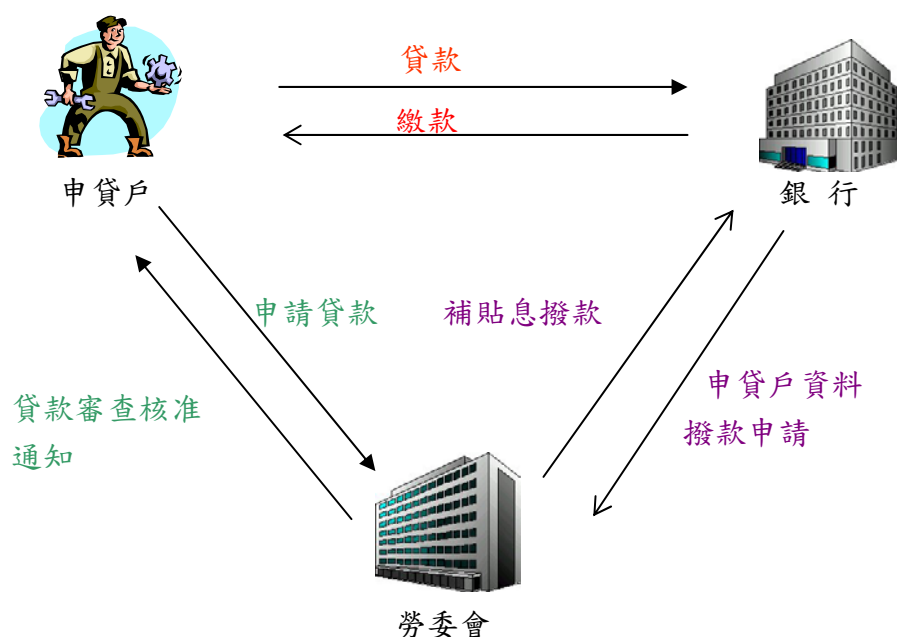 貸款
繳款
申貸戶
銀 行
申請貸款
補貼息撥款
申貸戶資料
撥款申請
貸款審查核准
通知
勞委會